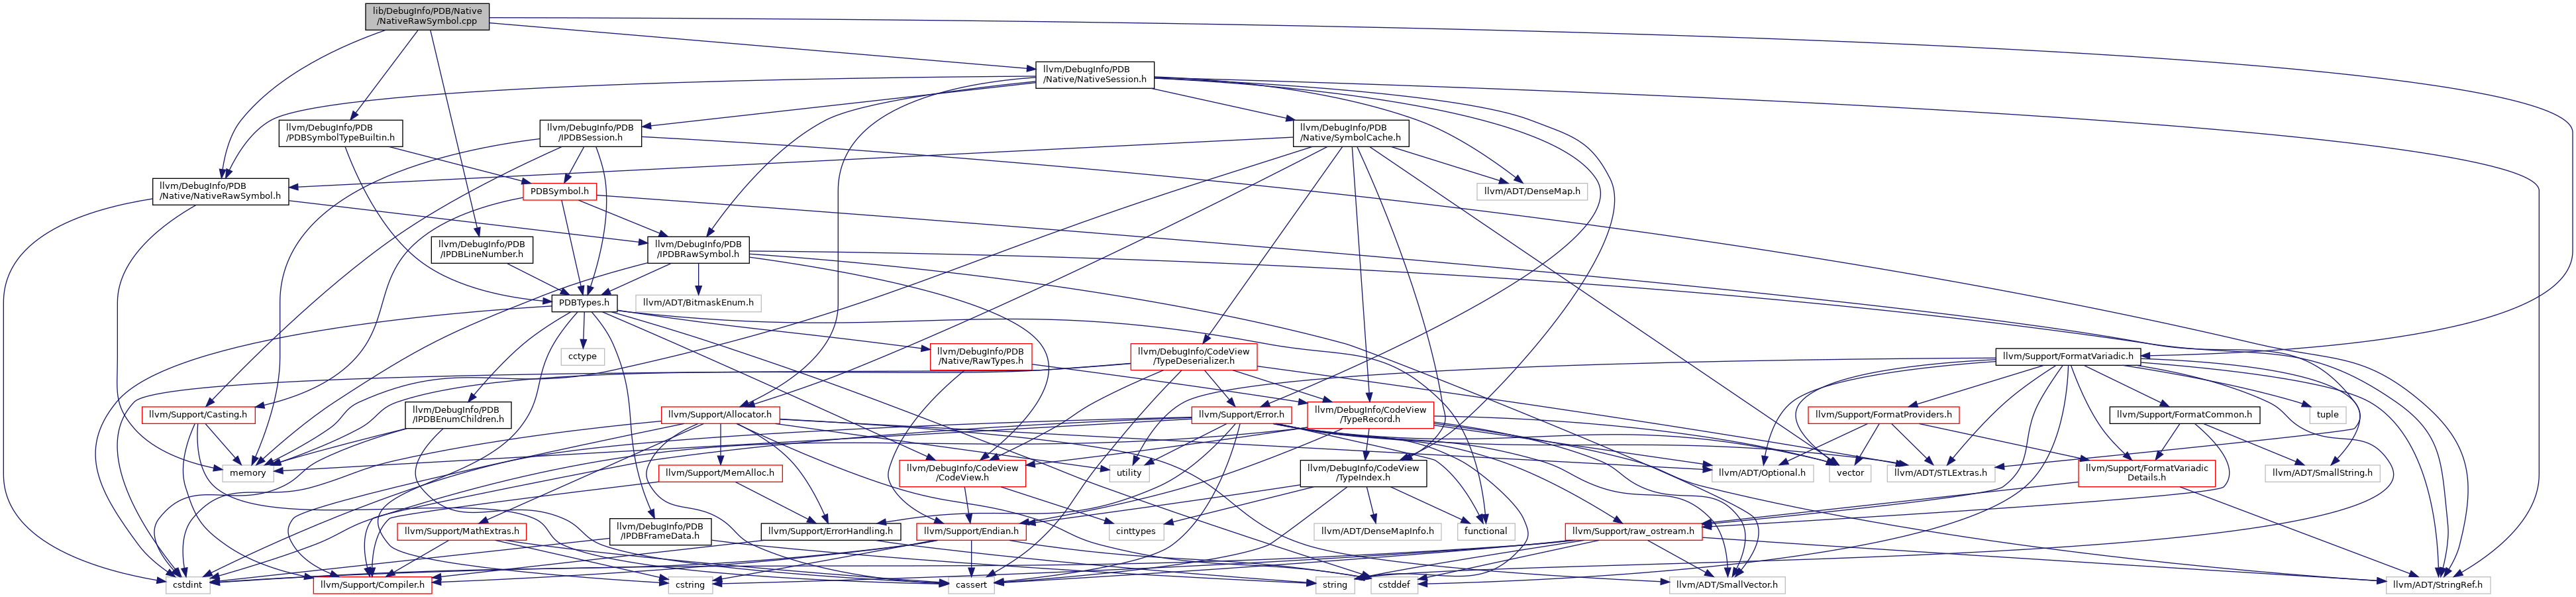 lib/DebugInfo/PDB/Native
/NativeRawSymbol.cpp
llvm/DebugInfo/PDB
/Native/NativeSession.h
llvm/DebugInfo/PDB
/PDBSymbolTypeBuiltin.h
llvm/DebugInfo/PDB
/IPDBSession.h
llvm/DebugInfo/PDB
/Native/SymbolCache.h
llvm/DebugInfo/PDB
/Native/NativeRawSymbol.h
PDBSymbol.h
llvm/ADT/DenseMap.h
llvm/DebugInfo/PDB
/IPDBLineNumber.h
llvm/DebugInfo/PDB
/IPDBRawSymbol.h
PDBTypes.h
llvm/ADT/BitmaskEnum.h
cctype
llvm/DebugInfo/PDB
/Native/RawTypes.h
llvm/DebugInfo/CodeView
/TypeDeserializer.h
llvm/Support/FormatVariadic.h
llvm/Support/Casting.h
llvm/DebugInfo/PDB
/IPDBEnumChildren.h
llvm/Support/Allocator.h
llvm/Support/Error.h
llvm/DebugInfo/CodeView
/TypeRecord.h
llvm/Support/FormatProviders.h
llvm/Support/FormatCommon.h
tuple
memory
llvm/Support/MemAlloc.h
llvm/DebugInfo/CodeView
/CodeView.h
utility
llvm/DebugInfo/CodeView
/TypeIndex.h
llvm/ADT/Optional.h
vector
llvm/ADT/STLExtras.h
llvm/Support/FormatVariadic
Details.h
llvm/ADT/SmallString.h
llvm/Support/MathExtras.h
llvm/DebugInfo/PDB
/IPDBFrameData.h
llvm/Support/ErrorHandling.h
llvm/Support/Endian.h
cinttypes
llvm/ADT/DenseMapInfo.h
functional
llvm/Support/raw_ostream.h
cstdint
llvm/Support/Compiler.h
cstring
cassert
string
cstddef
llvm/ADT/SmallVector.h
llvm/ADT/StringRef.h